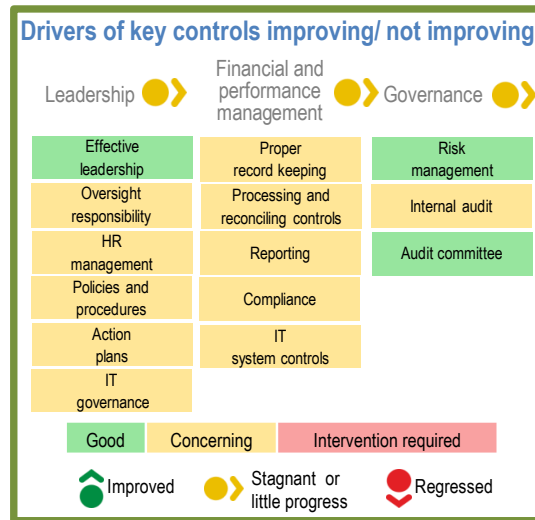 Drivers of key controls improving/ not improving
Leadership
Financial and
performance
management
Governance
Effective
leadership
Oversight
responsibility
HR
management
Policies and
procedures
Action
plans
IT
governance
Proper
record keeping
Processing and
reconciling controls
Reporting
Compliance
IT
system controls
Risk
management
Internal audit
Audit committee
Good
Concerning
Intervention required
Improved
Stagnant or
little progress
Regressed